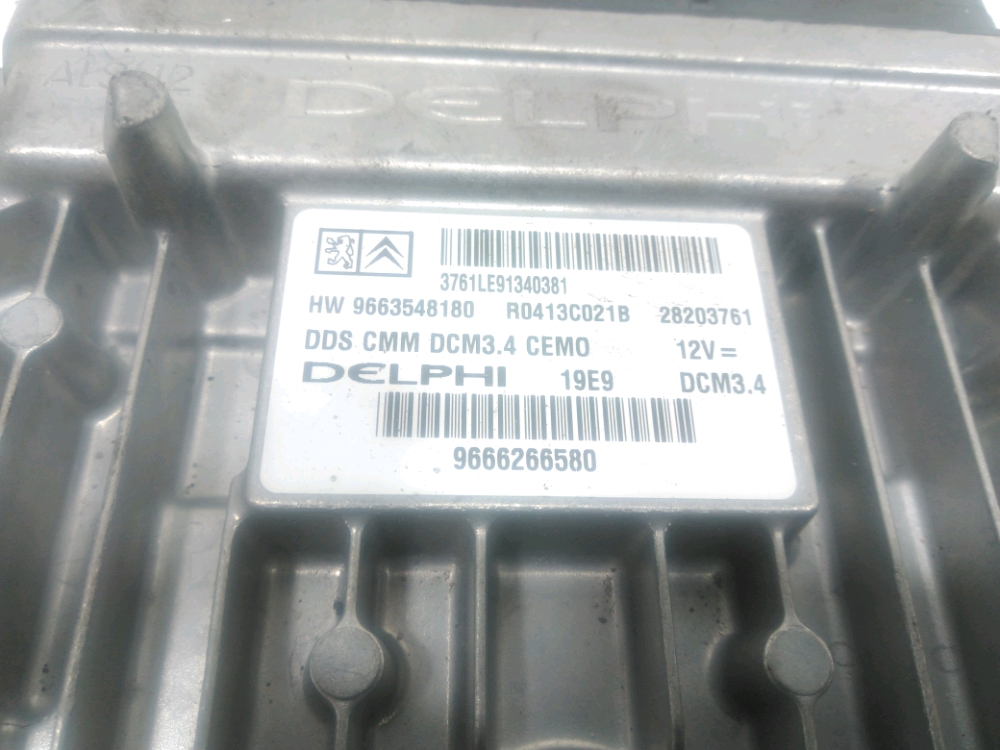 DELPHI
3761LE91340381
HW 9663548180 R0413C021B 28203761
DDS CMM DCM3.4 CEMO 12V =
DELPHI 19E9 DCM3.4
9666266580